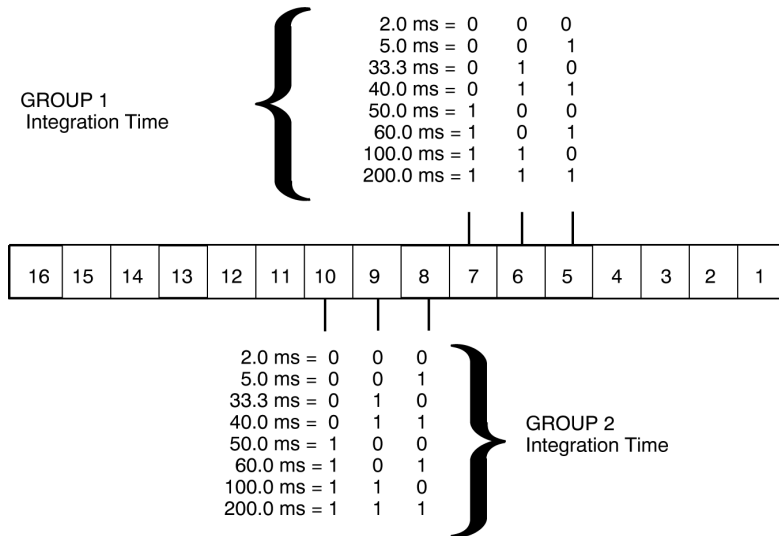 2.0 ms = 0 0 0
5.0 ms = 0 0 1
33.3 ms = 0 1 0
40.0 ms = 0 1 1
50.0 ms = 1 0 0
60.0 ms = 1 0 1
100.0 ms = 1 1 0
200.0 ms = 1 1 1
GROUP 1
Integration Time
16 15 14 13 12 11 10 9 8 7 6 5 4 3 2 1
2.0 ms = 0 0 0
5.0 ms = 0 0 1
33.3 ms = 0 1 0
40.0 ms = 0 1 1
50.0 ms = 1 0 0
60.0 ms = 1 0 1
100.0 ms = 1 1 0
200.0 ms = 1 1 1
GROUP 2
Integration Time